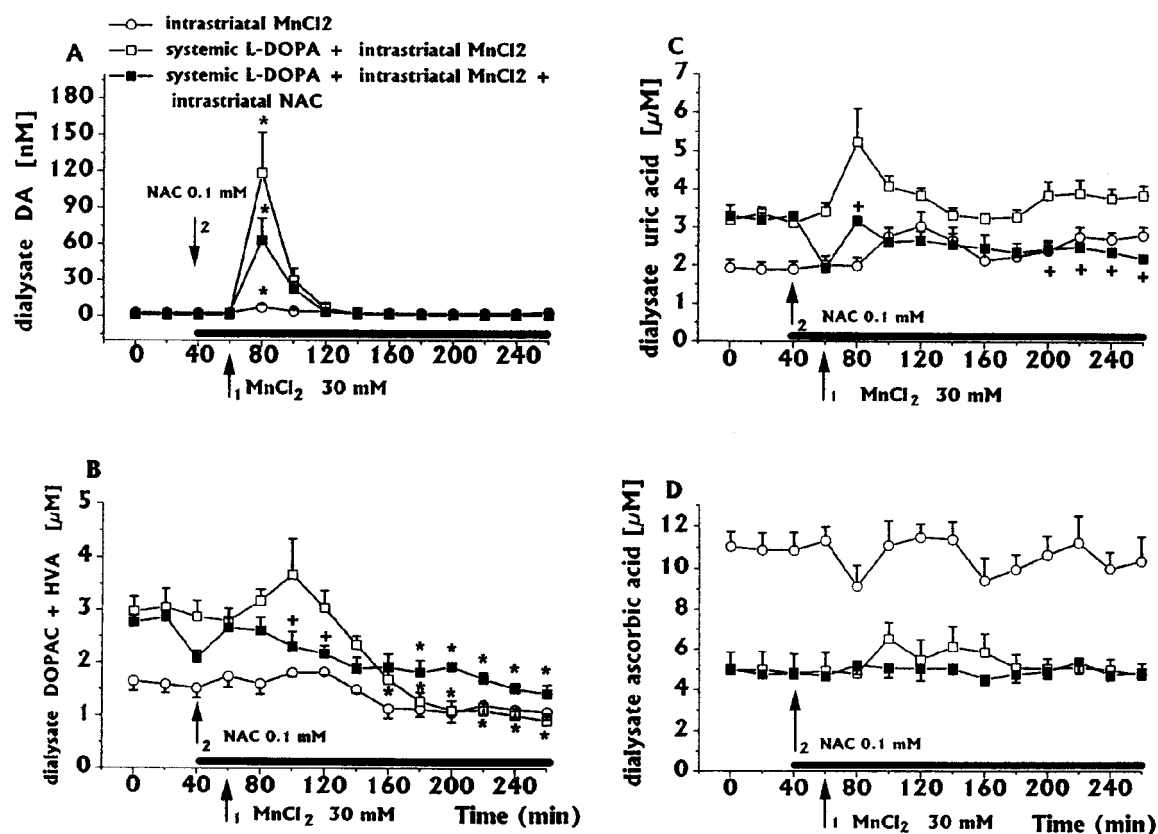 intrastriatal MnCl2
systemic L-DOPA + intrastriatal MnCl2
systemic L-DOPA + intrastriatal MnCl2 +
intrastriatal NAC
A
dialysate DA [nM]
180
150
120
90
60
30
0
NAC 0.1 mM
2
*
*
*
0 40 80 120 160 200 240
1 MnCl2 30 mM
B
dialysate DOPAC + HVA [μM]
5
4
3
2
1
0
+ +
* * * * *
* * * * * *
2 NAC 0.1 mM
0 40 80 120 160 200 240
1 MnCl2 30 mM Time (min)
C
dialysate uric acid [μM]
7
6
5
4
3
2
1
0
+
+ + + +
2 NAC 0.1 mM
0 40 80 120 160 200 240
1 MnCl2 30 mM
D
dialysate ascorbic acid [μM]
12
10
8
6
4
2
0
2 NAC 0.1 mM
0 40 80 120 160 200 240
1 MnCl2 30 mM Time (min)